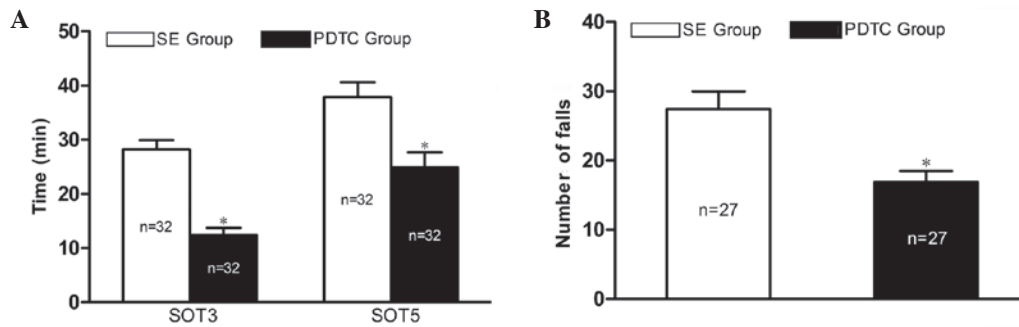 A
Time (min)
50
40
30
20
10
0
SE Group
PDTC Group
n=32
*
n=32
n=32
*
n=32
SOT3
SOT5
B
Number of falls
40
30
20
10
0
SE Group
PDTC Group
n=27
*
n=27